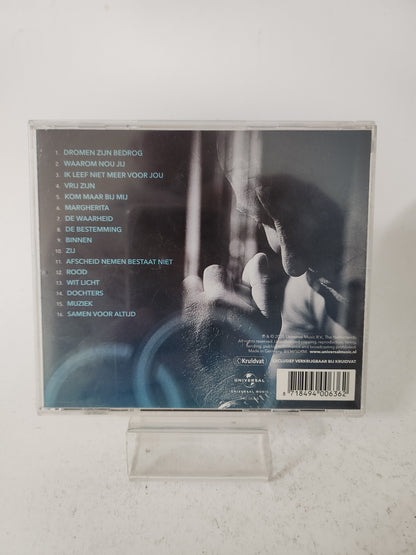 1. DROMEN ZIJN BEDROG
2. WAAROM NOU JIJ
3. IK LEEF NIET MEER VOOR JOU
4. VRIJ ZIJN
5. KOM MAAR BIJ MIJ
6. MARGHERITA
7. DE WAARHEID
8. DE BESTEMMING
9. BINNEN
10. ZIJ
11. AFSCHEID NEMEN BESTAAT NIET
12. ROOD
13. WIT LICHT
14. DOCHTERS
15. MUZIEK
16. SAMEN VOOR ALTIJD
Universal Music B.V., The Netherlands.
All rights reserved.
Made in Germany.
www.universalmusic.nl
Kruidvat EXCLUSIEF VERKRIJGBAAR BIJ KRUIDVAT
UNIVERSAL
UNIVERSAL MUSIC
8 718494 006362